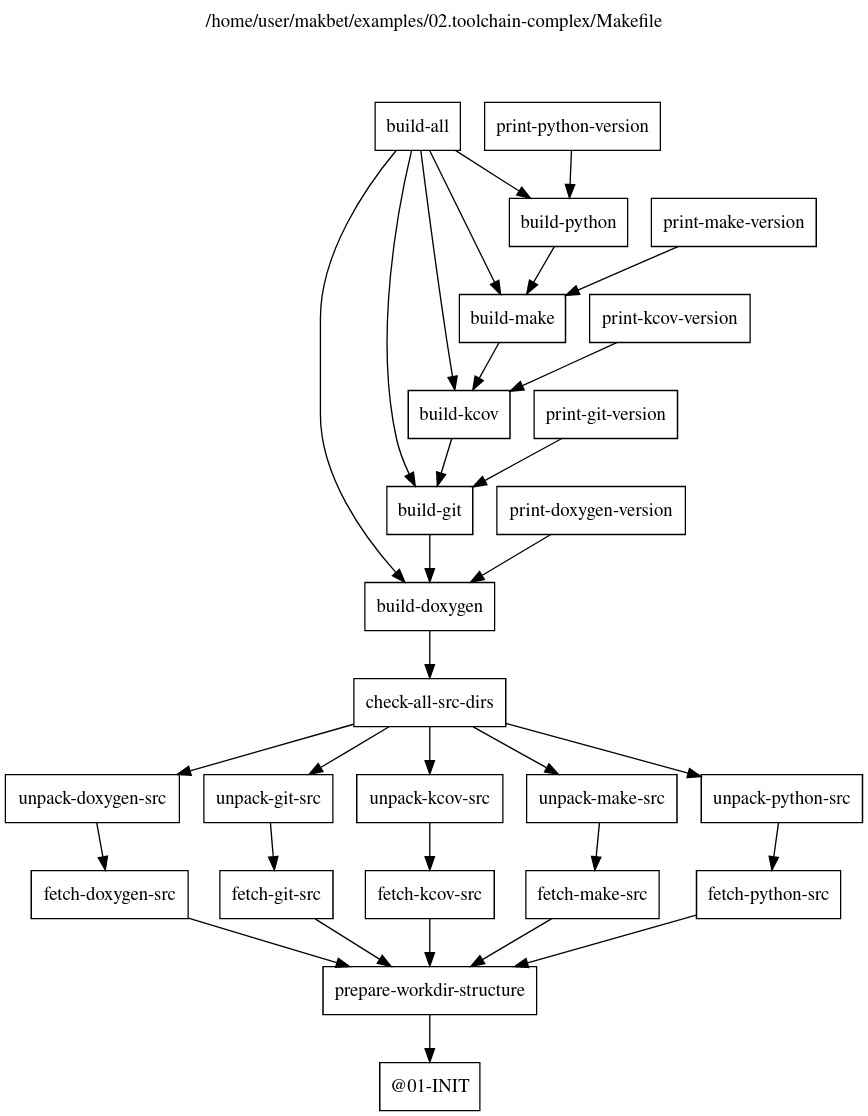 /home/user/makbet/examples/02.toolchain-complex/Makefile
build-all
print-python-version
build-python
print-make-version
build-make
print-kcov-version
build-kcov
print-git-version
build-git
print-doxygen-version
build-doxygen
check-all-src-dirs
unpack-doxygen-src
unpack-git-src
unpack-kcov-src
unpack-make-src
unpack-python-src
fetch-doxygen-src
fetch-git-src
fetch-kcov-src
fetch-make-src
fetch-python-src
prepare-workdir-structure
@01-INIT